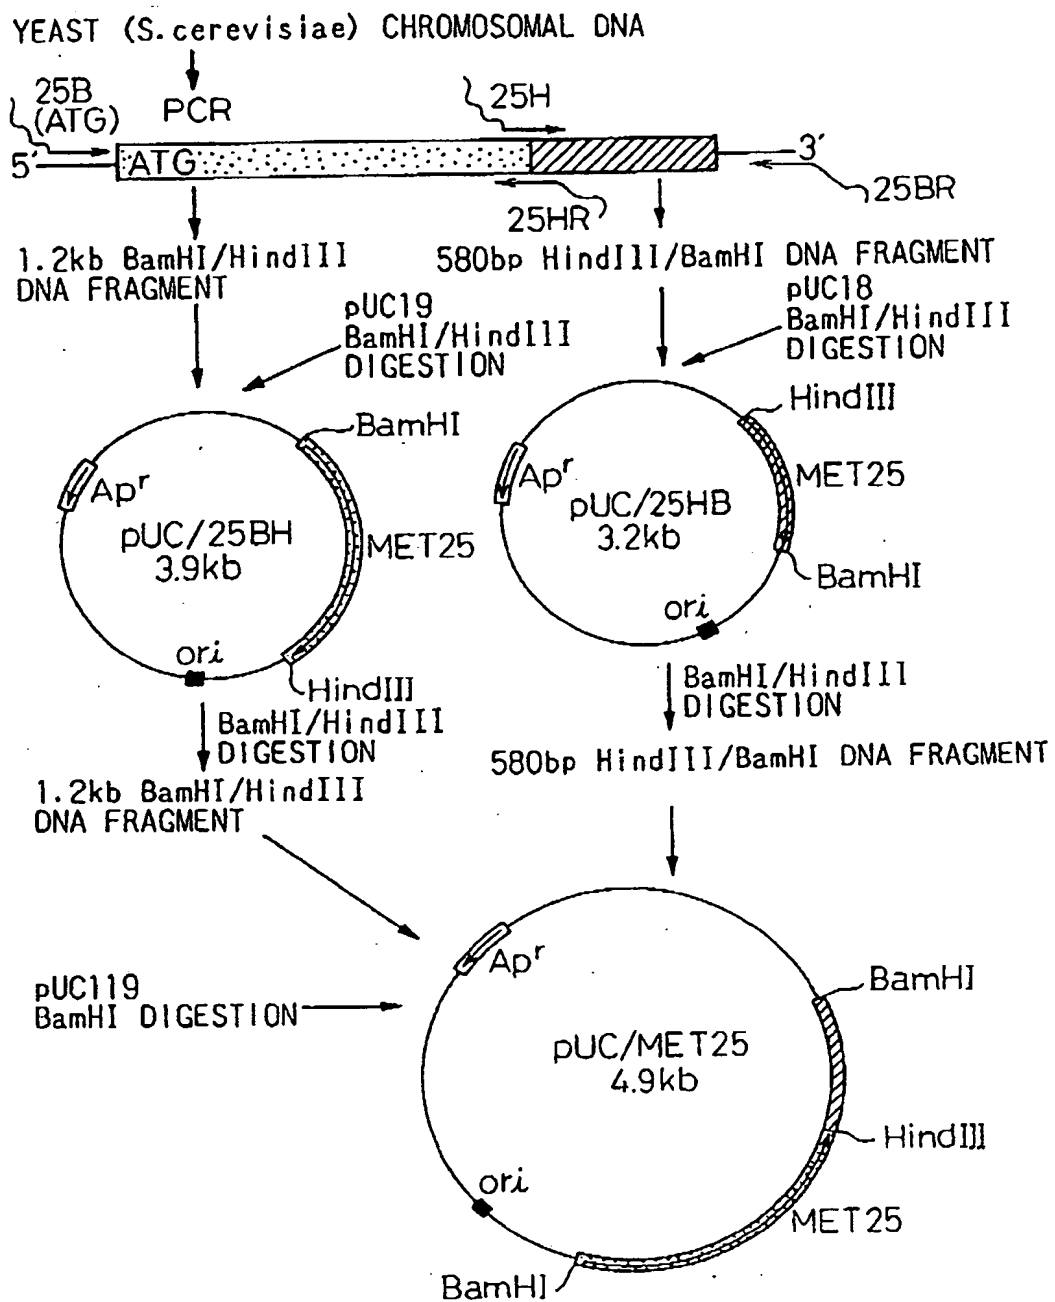 YEAST (S.cerevisiae) CHROMOSOMAL DNA
25B
(ATG)
PCR
25H
5′
ATG
3′
25HR
25BR
1.2kb BamHI/HindIII
DNA FRAGMENT
580bp HindIII/BamHI DNA FRAGMENT
pUC19
BamHI/HindIII
DIGESTION
pUC18
BamHI/HindIII
DIGESTION
BamHI
Apr
pUC/25BH
3.9kb
MET25
ori
HindIII
HindIII
Apr
pUC/25HB
3.2kb
MET25
BamHI
ori
BamHI/HindIII
DIGESTION
BamHI/HindIII
DIGESTION
1.2kb BamHI/HindIII
DNA FRAGMENT
580bp HindIII/BamHI DNA FRAGMENT
pUC119
BamHI DIGESTION
Apr
BamHI
pUC/MET25
4.9kb
HindIII
ori
MET25
BamHI